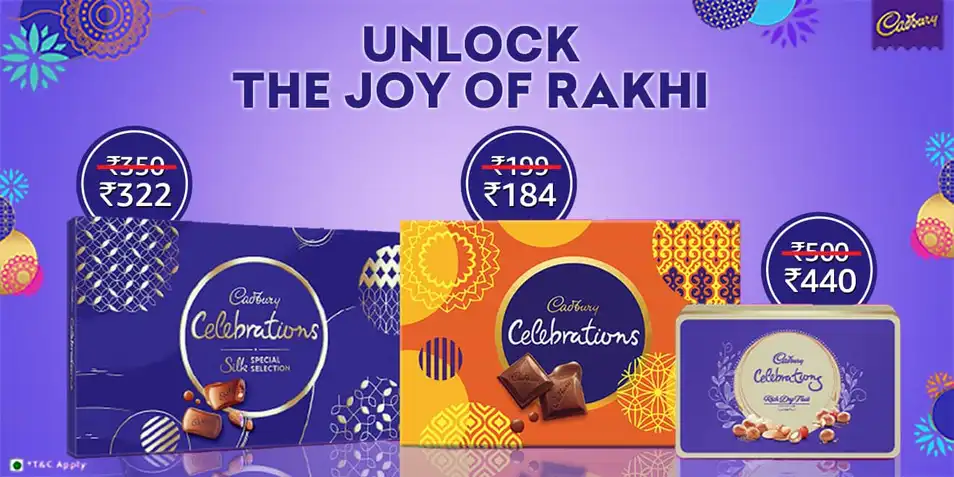 Cadbury
UNLOCK
THE JOY OF RAKHI
₹350
₹322
₹199
₹184
₹500
₹440
Cadbury
Celebrations
Silk SPECIAL
SELECTION
Cadbury
Celebrations
Cadbury
Celebrations
Rich Dry Fruit
Celebrations
*T&C Apply